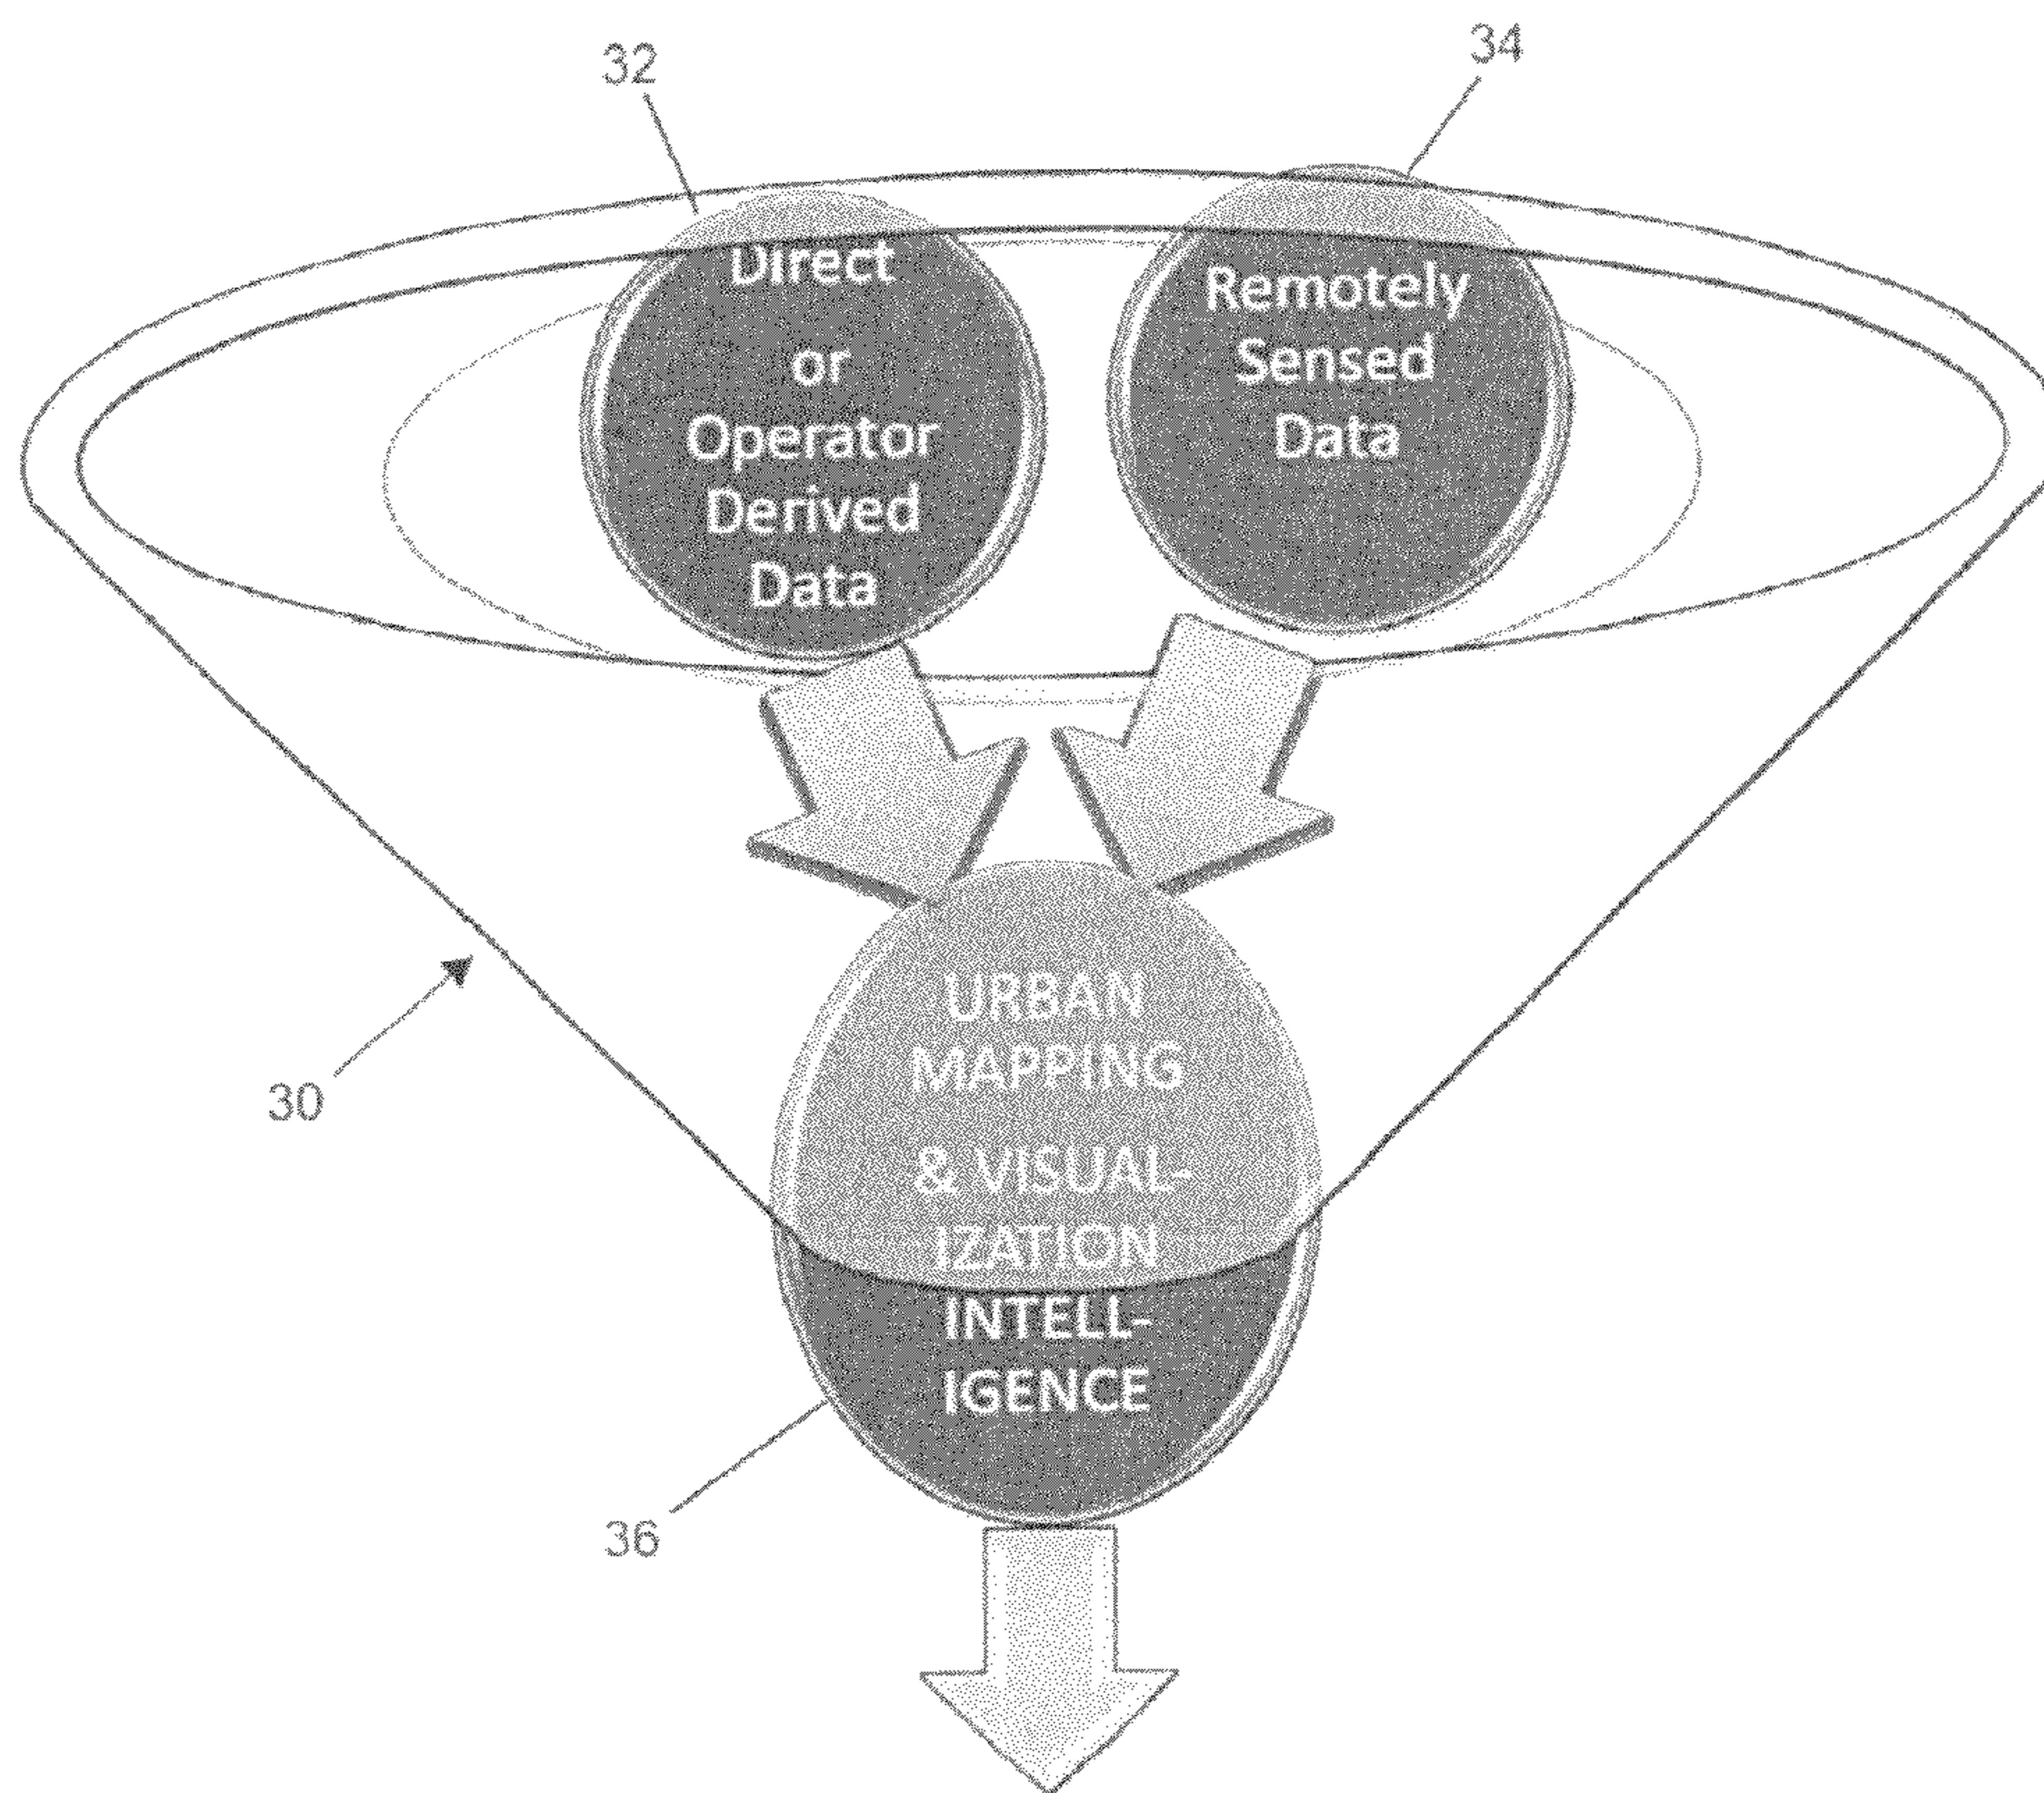 32
34
Direct
or
Operator
Derived
Data
Remotely
Sensed
Data
URBAN
MAPPING
& VISUAL-
IZATION
INTELL-
IGENCE
30
36